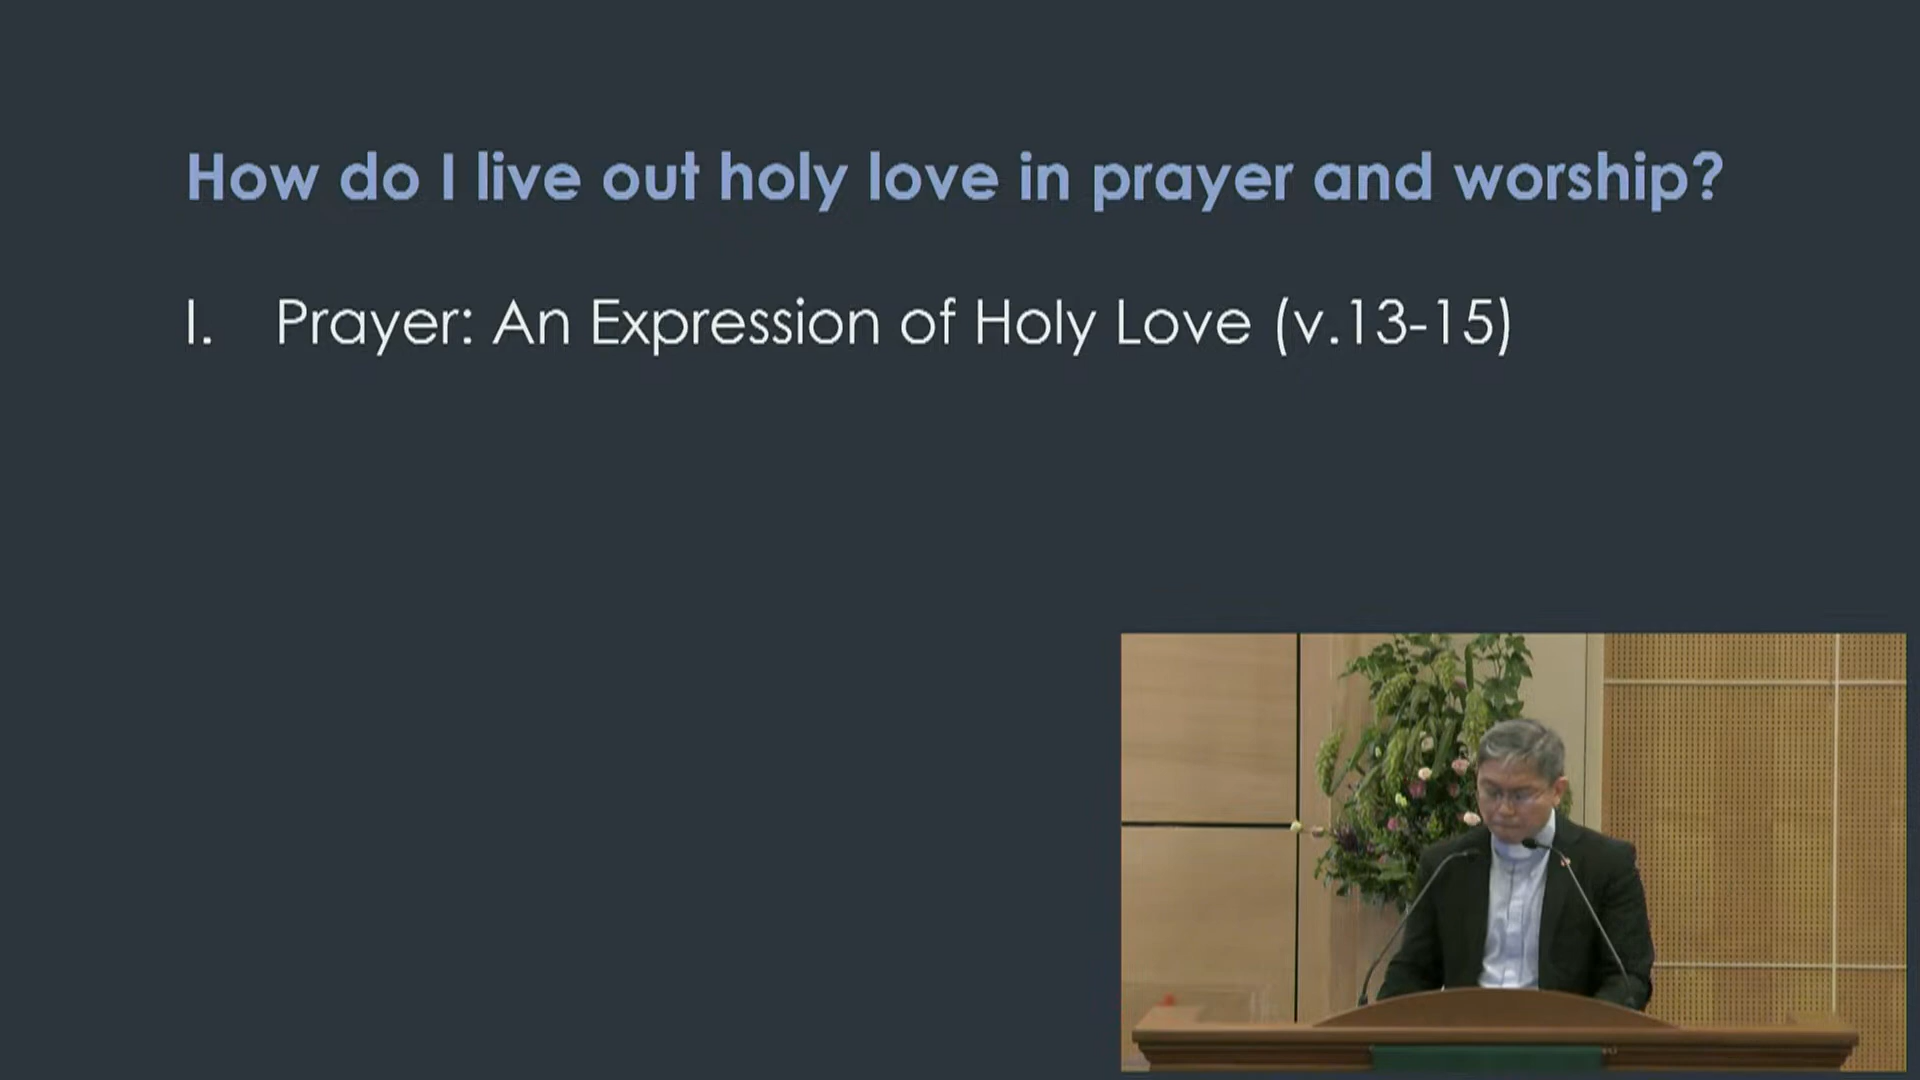 How do I live out holy love in prayer and worship?
I. Prayer: An Expression of Holy Love (v.13-15)